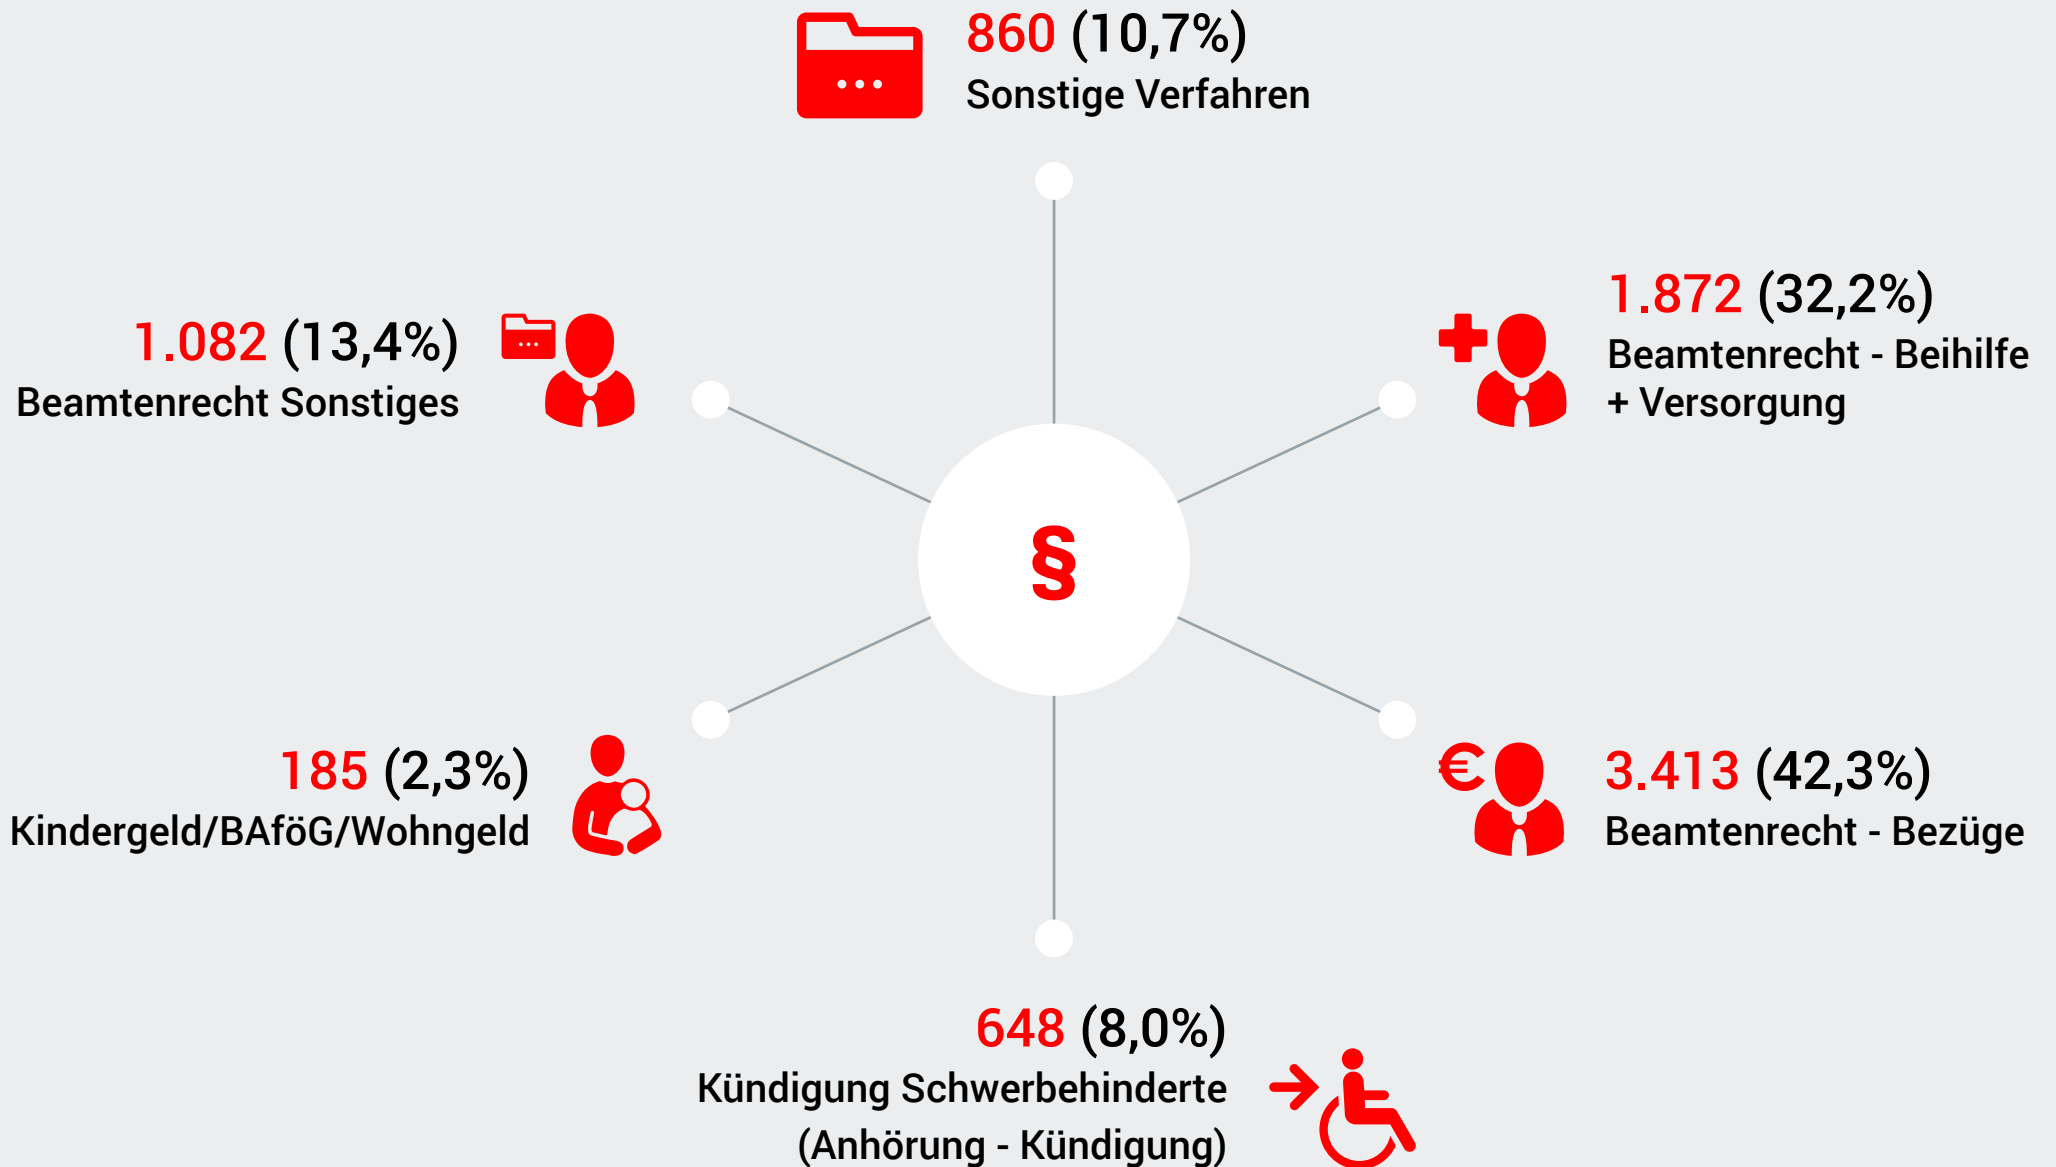 860 (10,7%)
Sonstige Verfahren
1.872 (32,2%)
Beamtenrecht - Beihilfe
+ Versorgung
1.082 (13,4%)
Beamtenrecht Sonstiges
§
185 (2,3%)
Kindergeld/BAföG/Wohngeld
3.413 (42,3%)
Beamtenrecht - Bezüge
648 (8,0%)
Kündigung Schwerbehinderte
(Anhörung - Kündigung)